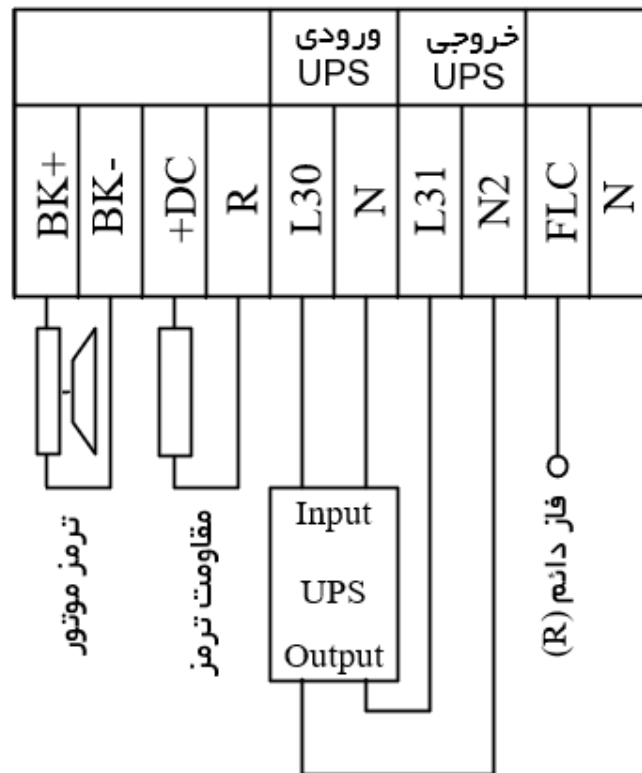 ورودی
UPS
خروجی
UPS
BK+
BK-
+DC
R
L30
N
L31
N2
FLC
N
ترمز موتور
مقاومت ترمز
Input
UPS
Output
فاز دائم (R)